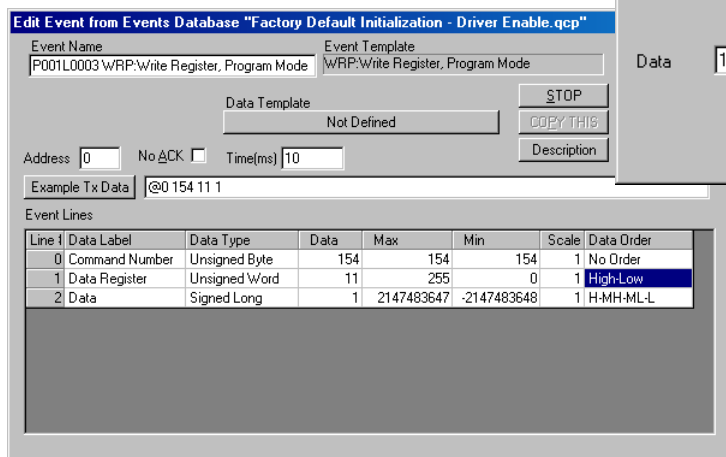 Edit Event from Events Database "Factory Default Initialization - Driver Enable.qcp"
Event Name
Event Template
P001L0003 WRP:Write Register, Program Mode
WRP:Write Register, Program Mode
Data 1
Data Template
STOP
Not Defined
COPY THIS
Address 0 No ACK Time(ms) 10
Description
Example Tx Data @0 154 11 1
Event Lines
Line # Data Label Data Type Data Max Min Scale Data Order
0 Command Number Unsigned Byte 154 154 154 1 No Order
1 Data Register Unsigned Word 11 255 0 1 High-Low
2 Data Signed Long 1 2147483647 -2147483648 1 H-MH-ML-L